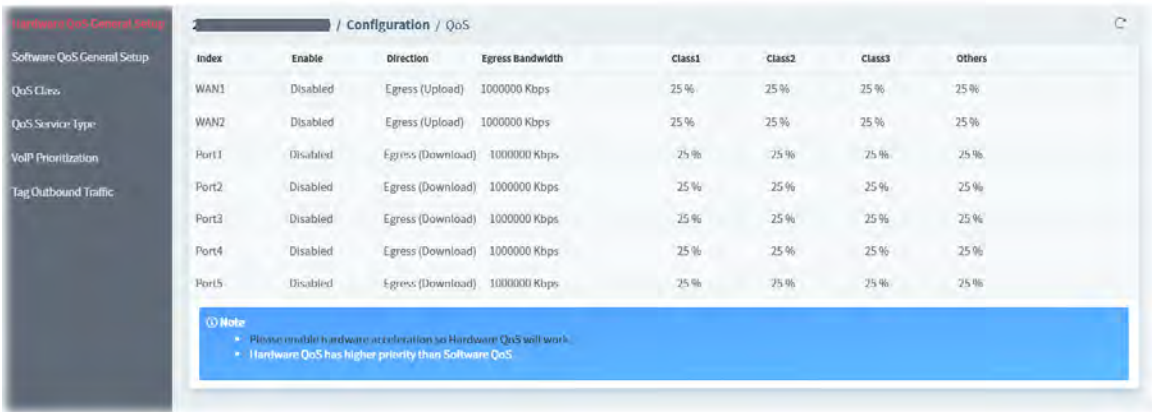 Hardware QoS General Setup
2 / Configuration / QoS
Software QoS General Setup
QoS Class
QoS Service Type
VoIP Prioritization
Tag Outbound Traffic
Index Enable Direction Egress Bandwidth Class1 Class2 Class3 Others
WAN1 Disabled Egress (Upload) 1000000 Kbps 25 % 25 % 25 % 25 %
WAN2 Disabled Egress (Upload) 1000000 Kbps 25 % 25 % 25 % 25 %
Port1 Disabled Egress (Download) 1000000 Kbps 25 % 25 % 25 % 25 %
Port2 Disabled Egress (Download) 1000000 Kbps 25 % 25 % 25 % 25 %
Port3 Disabled Egress (Download) 1000000 Kbps 25 % 25 % 25 % 25 %
Port4 Disabled Egress (Download) 1000000 Kbps 25 % 25 % 25 % 25 %
Port5 Disabled Egress (Download) 1000000 Kbps 25 % 25 % 25 % 25 %
Note
Please enable hardware acceleration so Hardware QoS will work.
Hardware QoS has higher priority than Software QoS.